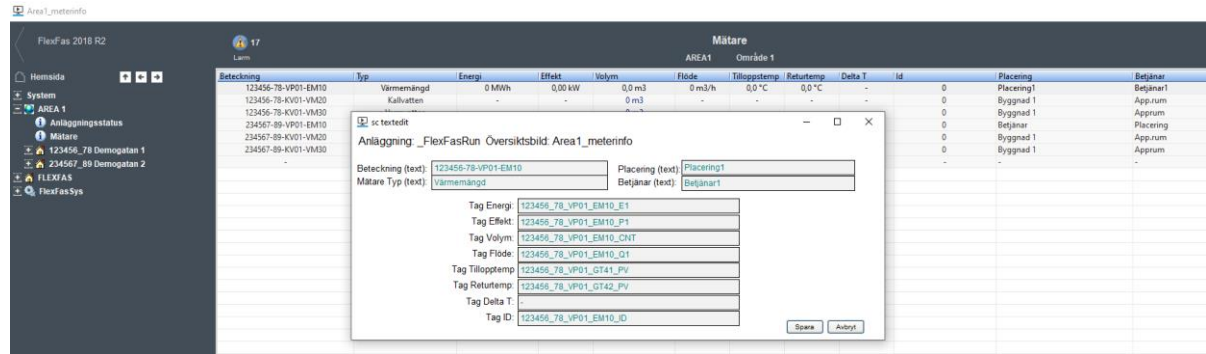 Area1_meterinfo
FlexFas 2018 R2
17
Larm
Mätare
AREA1 Område 1
Hemsida
System
AREA 1
Anläggningsstatus
Mätare
123456_78 Demogatan 1
234567_89 Demogatan 2
FLEXFAS
FlexFasSys
Beteckning Typ Energi Effekt Volym Flöde Tilloppstemp Returtemp Delta T Id Placering Betjänar
123456-78-VP01-EM10 Värmemängd 0 MWh 0,00 kW 0,0 m3 0 m3/h 0,0 °C 0,0 °C - 0 Placering1 Betjänar1
123456-78-KV01-VM20 Kallvatten - - 0 m3 - - - - 0 Byggnad 1 App.rum
123456-78-KV01-VM30 0 Byggnad 1 App.rum
234567-89-VP01-EM10 0 Betjänar Placering
234567-89-KV01-VM20 0 Byggnad 1 App.rum
234567-89-KV01-VM30 0 Byggnad 1 Apprum
- - - -
sc textedit
Anläggning: _FlexFasRun Översiktsbild: Area1_meterinfo
Beteckning (text): 123456-78-VP01-EM10 Placering (text): Placering1
Mätare Typ (text): Värmemängd Betjänar (text): Betjänar1
Tag Energi: 123456_78_VP01_EM10_E1
Tag Effekt: 123456_78_VP01_EM10_P1
Tag Volym: 123456_78_VP01_EM10_CNT
Tag Flöde: 123456_78_VP01_EM10_Q1
Tag Tillopptemp 123456_78_VP01_GT41_PV
Tag Returtemp: 123456_78_VP01_GT42_PV
Tag Delta T: -
Tag ID: 123456_78_VP01_EM10_ID
Spara Avbryt